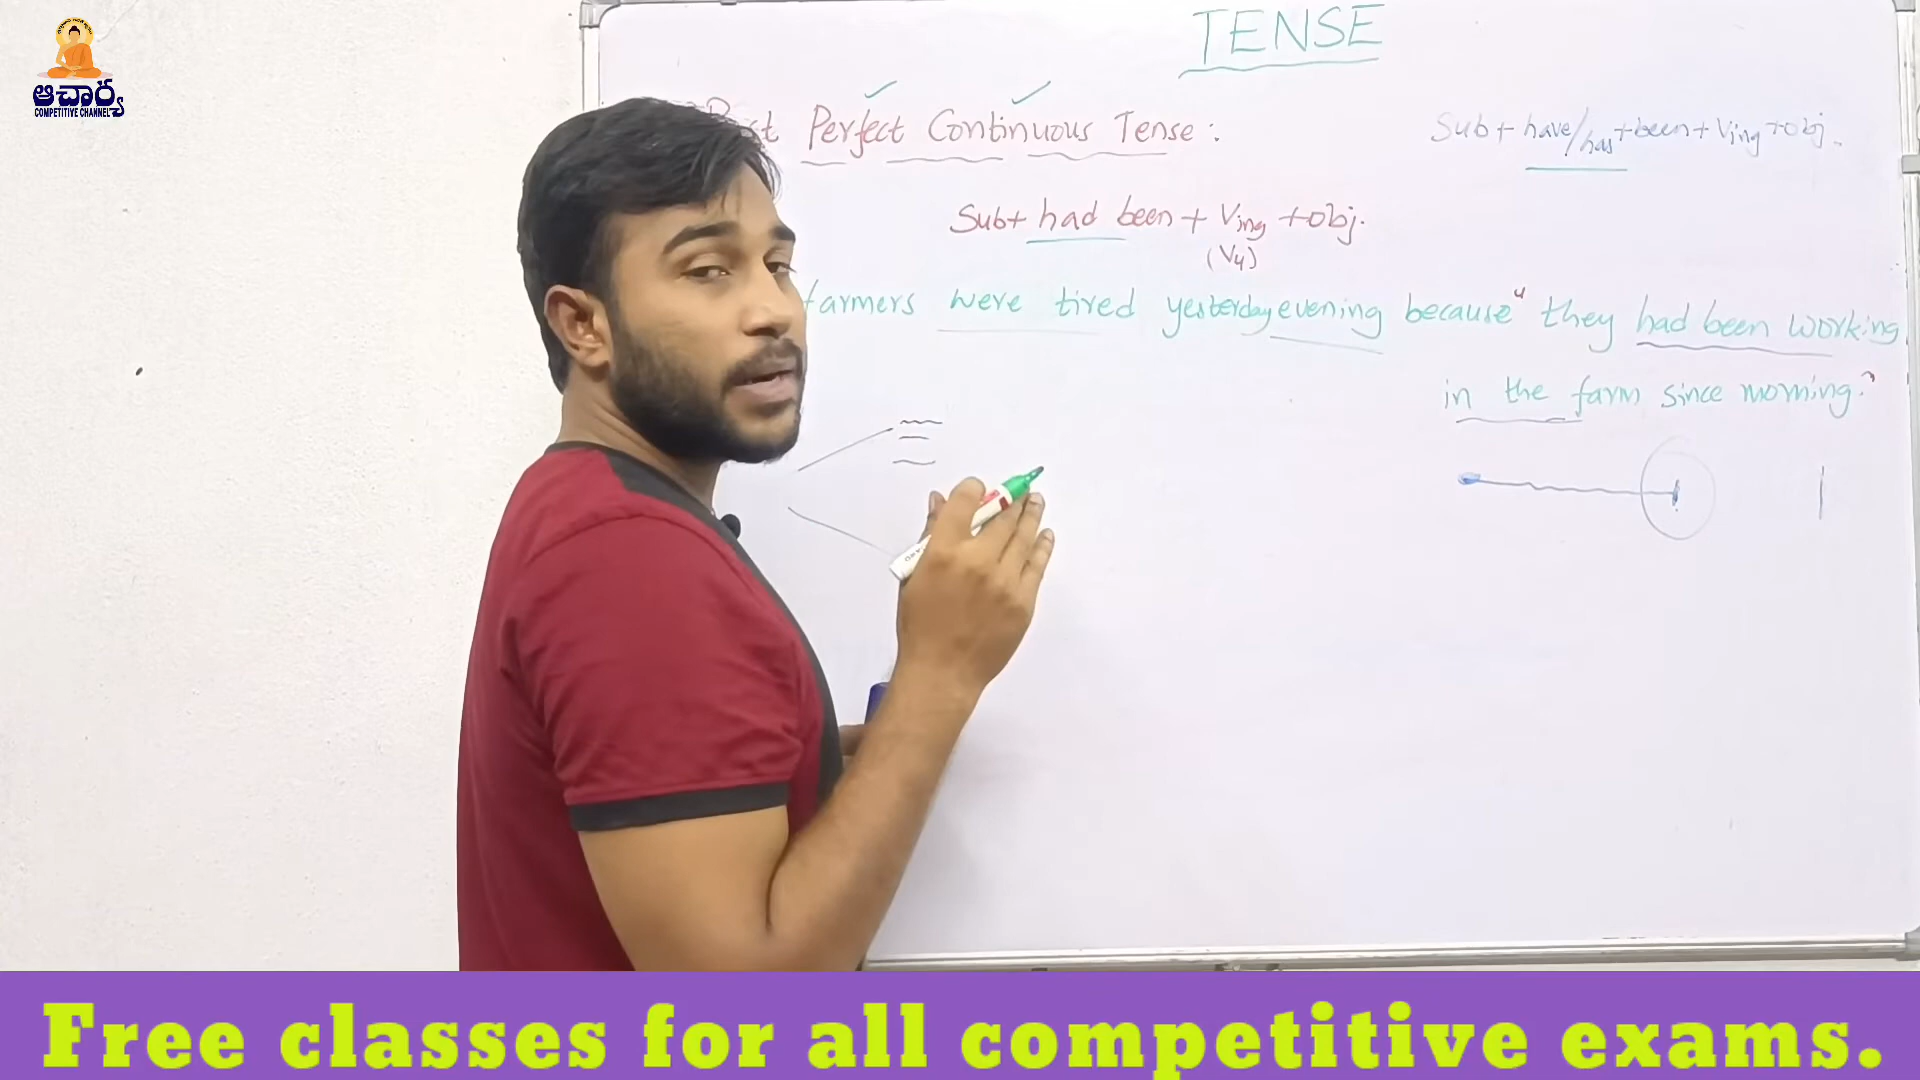 ఆచార్య
COMPETITIVE CHANNEL
TENSE
Past Perfect Continuous Tense :
Sub+ have/has+been+Ving+obj.
Sub+ had been + Ving +obj.
(V4)
farmers were tired yesterday evening because" they had been working
in the farm since morning."
Free classes for all competitive exams.